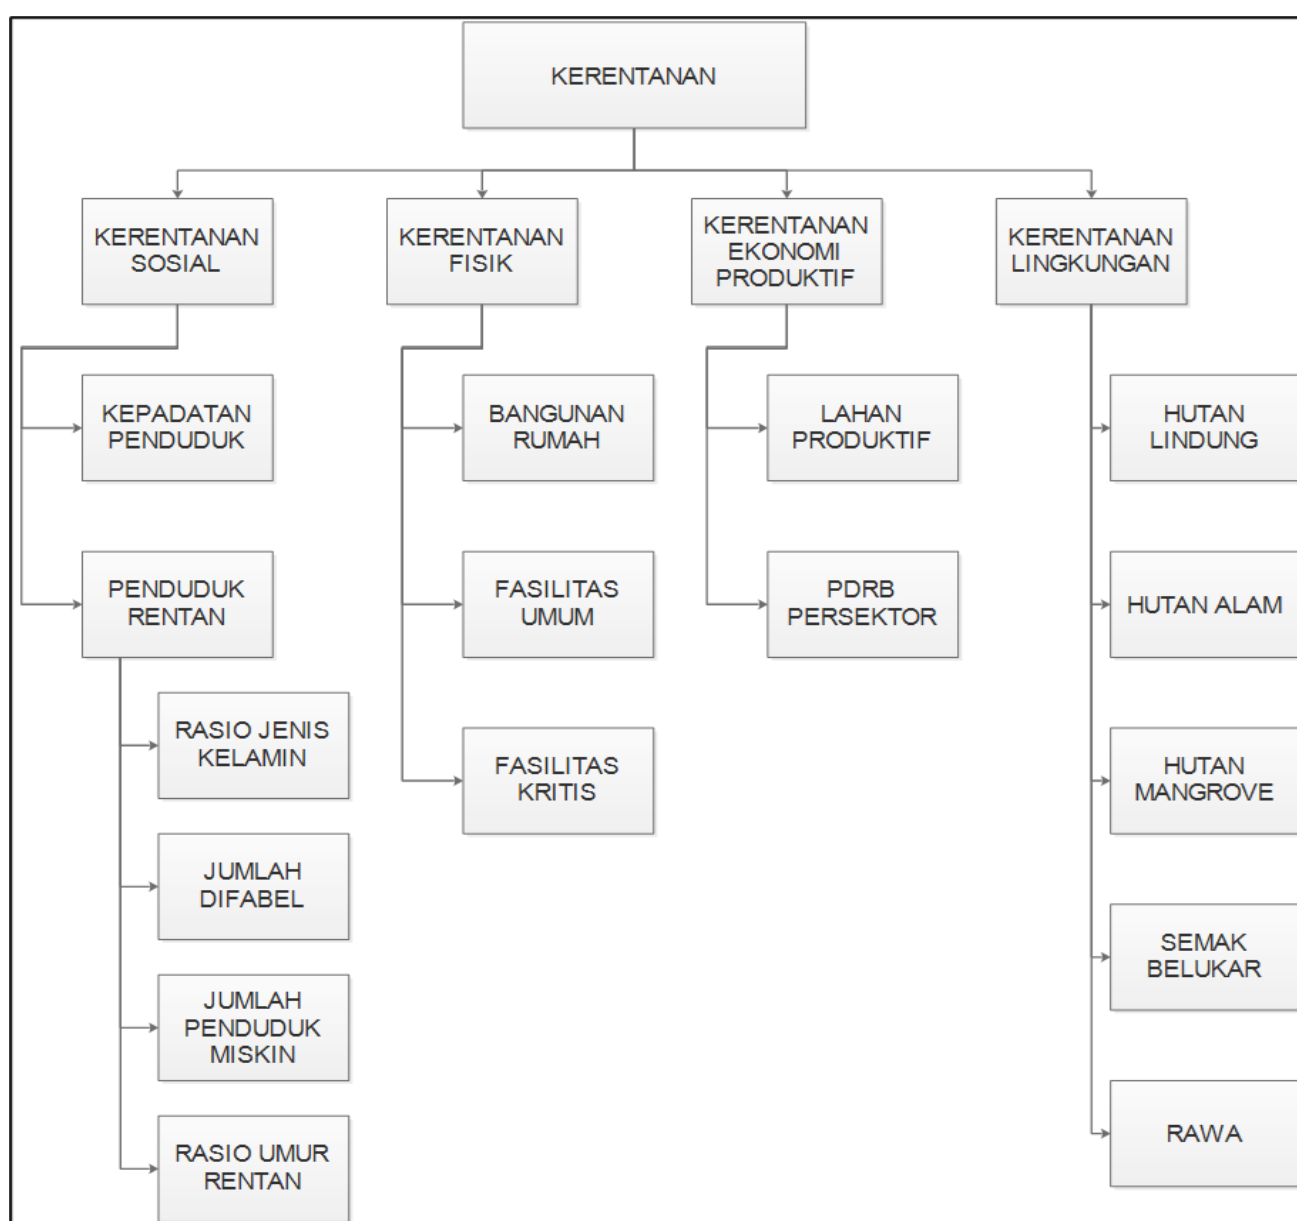 KERENTANAN
KERENTANAN
SOSIAL
KERENTANAN
FISIK
KERENTANAN
EKONOMI
PRODUKTIF
KERENTANAN
LINGKUNGAN
KEPADATAN
PENDUDUK
BANGUNAN
RUMAH
LAHAN
PRODUKTIF
HUTAN
LINDUNG
PENDUDUK
RENTAN
FASILITAS
UMUM
PDRB
PERSEKTOR
HUTAN ALAM
RASIO JENIS
KELAMIN
FASILITAS
KRITIS
HUTAN
MANGROVE
JUMLAH
DIFABEL
SEMAK
BELUKAR
JUMLAH
PENDUDUK
MISKIN
RASIO UMUR
RENTAN
RAWA